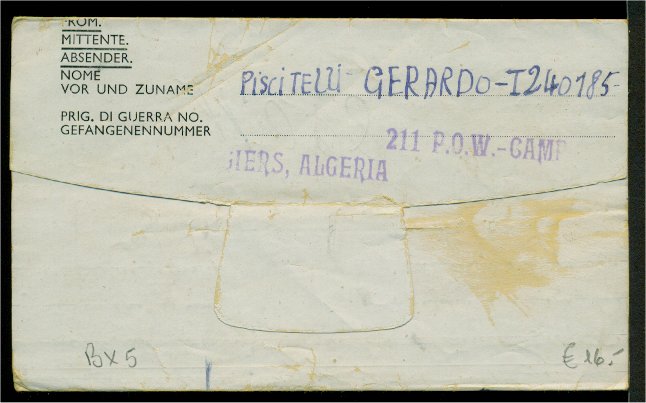 FROM.
MITTENTE.
ABSENDER.
NOME
VOR UND ZUNAME
PISCITELLI GERARDO-I240185-
PRIG. DI GUERRA NO.
GEFANGENENNUMMER
211 P.O.W.-CAMP
GIERS, ALGERIA
BX5
€16.-